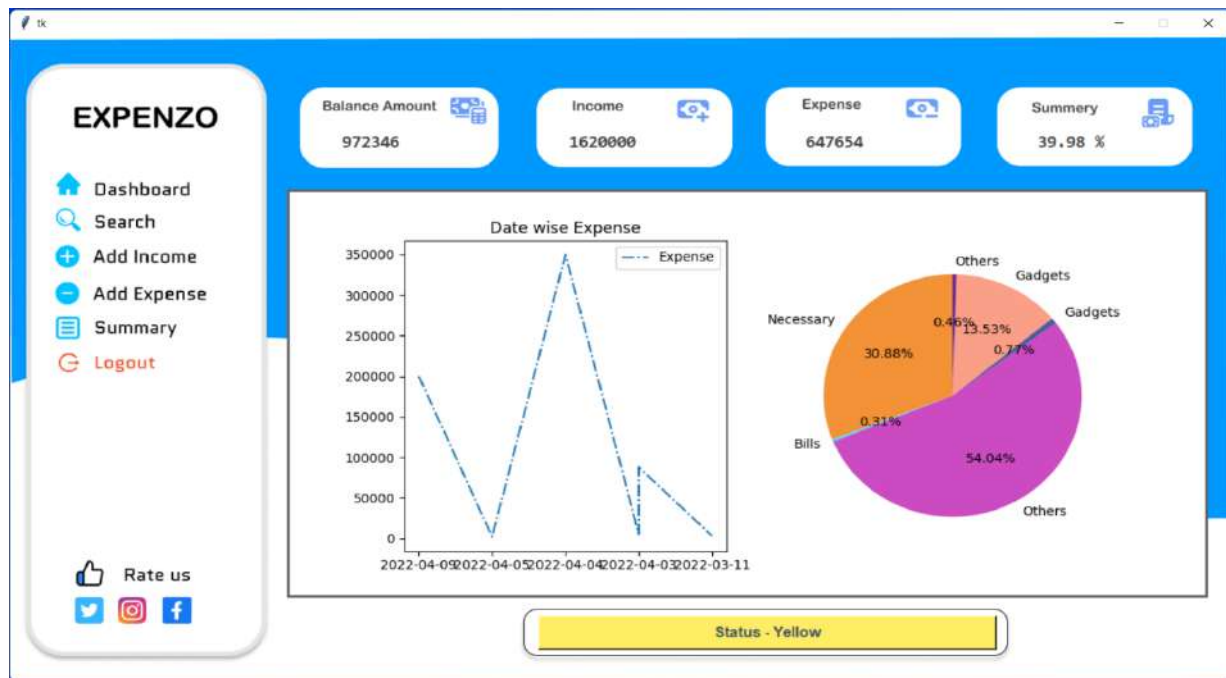 tk
EXPENZO
Dashboard
Search
Add Income
Add Expense
Summary
Logout
Rate us
Balance Amount
972346
Income
1620000
Expense
647654
Summery
39.98 %
Date wise Expense
Expense
350000
300000
250000
200000
150000
100000
50000
0
2022-04-09 2022-04-05 2022-04-04 2022-04-03 2022-03-11
Others
Gadgets
Gadgets
Necessary
0.46%
13.53%
0.77%
30.88%
0.31%
Bills
54.04%
Others
Status - Yellow